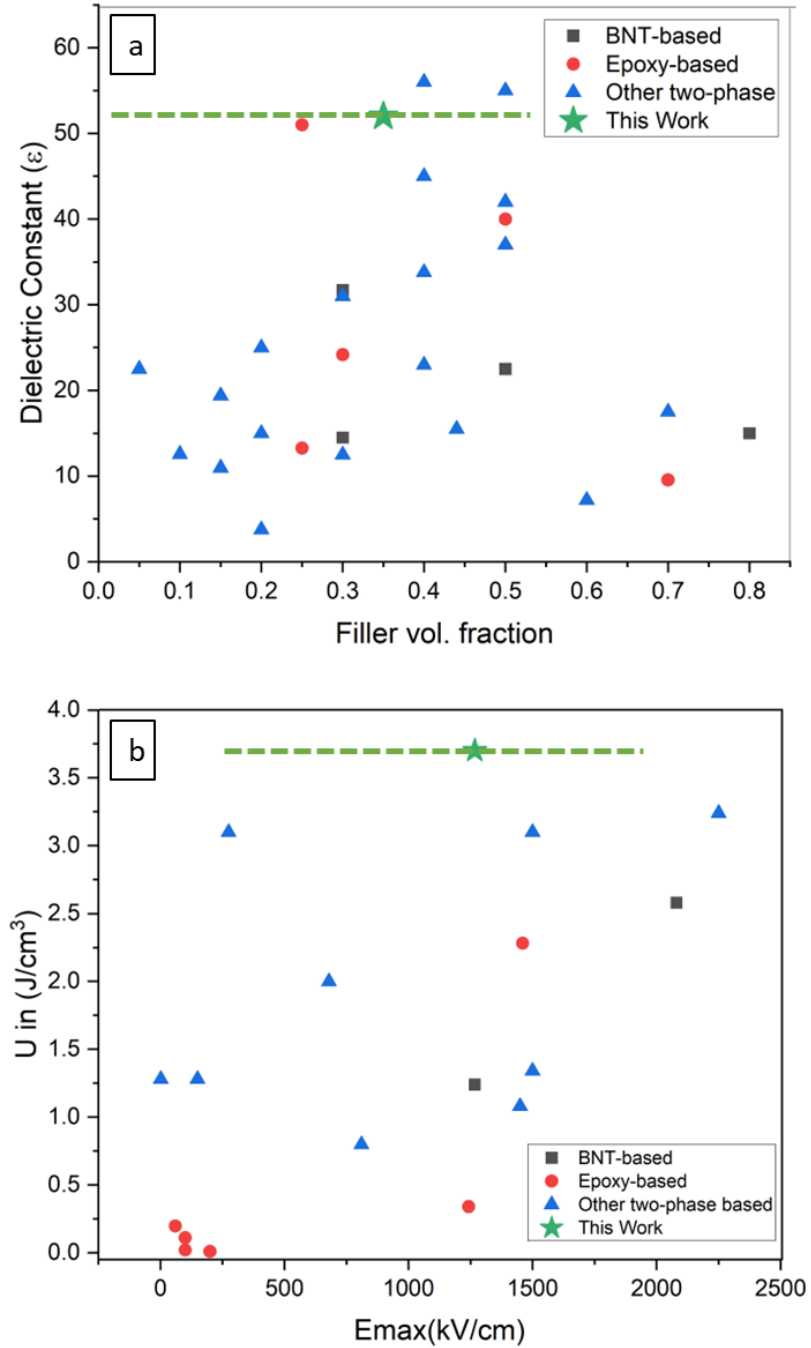 a
BNT-based
Epoxy-based
Other two-phase
This Work
60
50
40
30
20
10
0
Dielectric Constant (ε)
0.0 0.1 0.2 0.3 0.4 0.5 0.6 0.7 0.8
Filler vol. fraction
b
4.0
3.5
3.0
2.5
2.0
1.5
1.0
0.5
0.0
U in (J/cm³)
BNT-based
Epoxy-based
Other two-phase based
This Work
0 500 1000 1500 2000 2500
Emax(kV/cm)